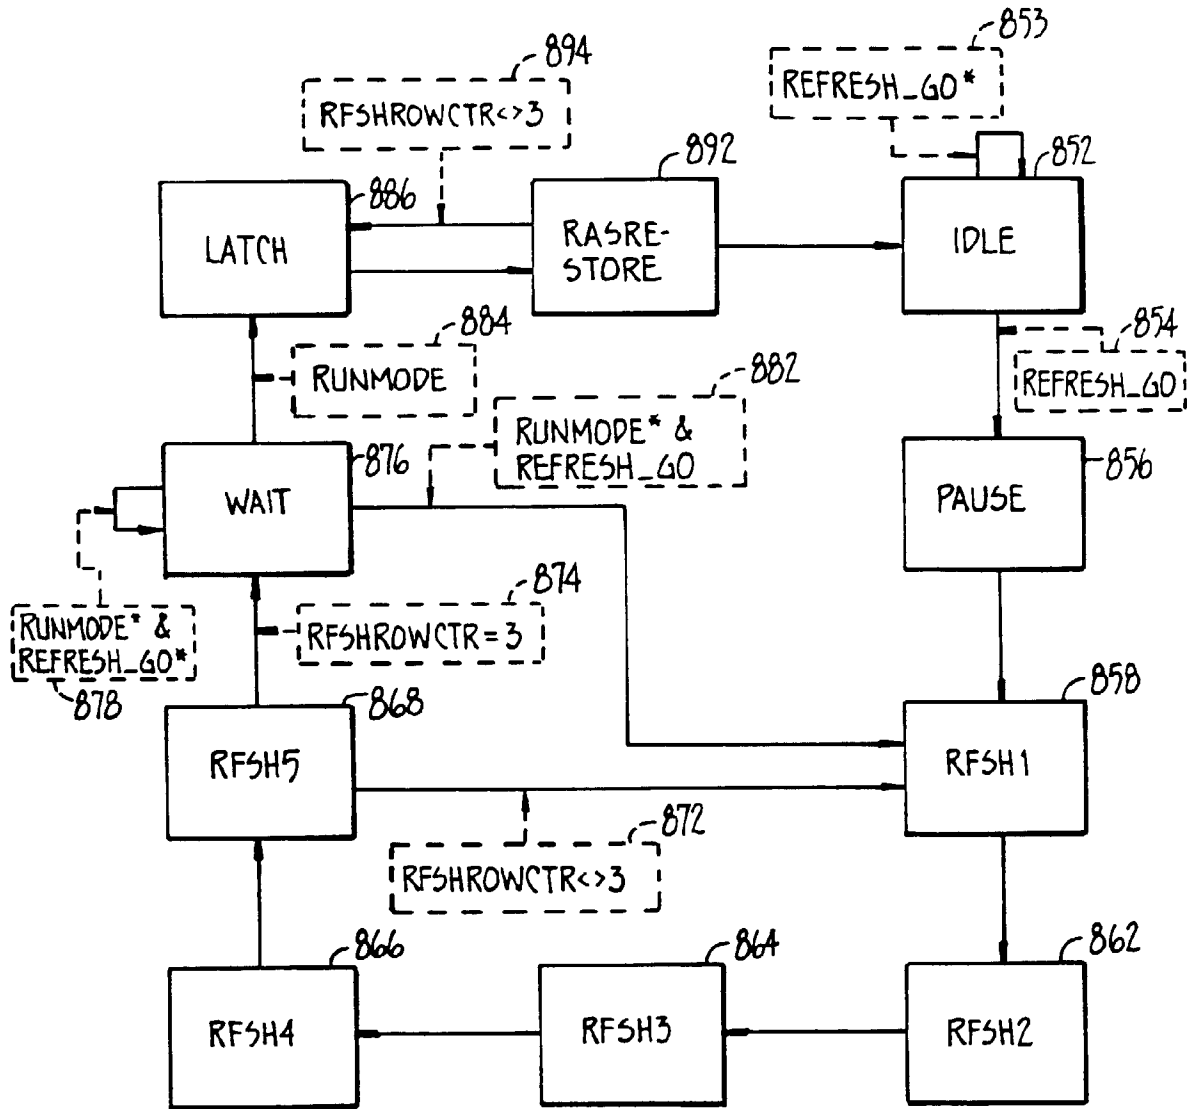 853
894
REFRESH_GO*
RFSHROWCTR<>3
892
852
886
LATCH
RASRE-
STORE
IDLE
884
854
RUNMODE
882
REFRESH_GO
RUNMODE* &
REFRESH_GO
876
856
WAIT
PAUSE
874
RUNMODE* &
REFRESH_GO*
RFSHROWCTR=3
878
868
858
RFSH5
RFSH1
872
RFSHROWCTR<>3
866
864
862
RFSH4
RFSH3
RFSH2